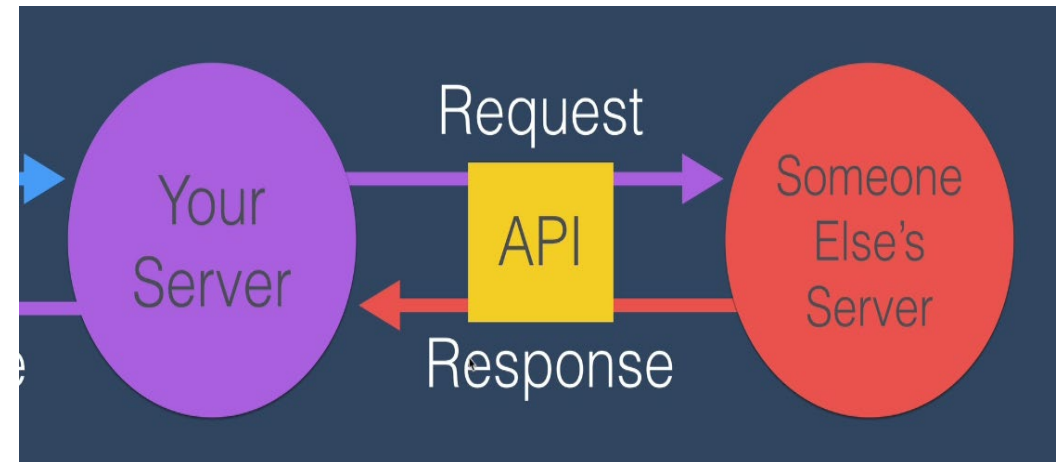 Request
Your
Server
API
Someone
Else's
Server
Response
e